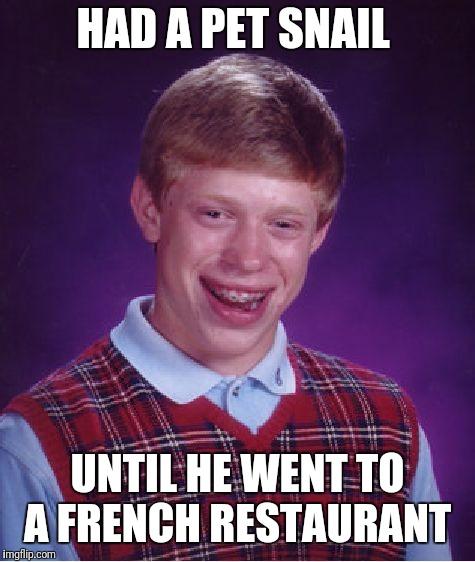 HAD A PET SNAIL
UNTIL HE WENT TO
A FRENCH RESTAURANT
imgflip.com